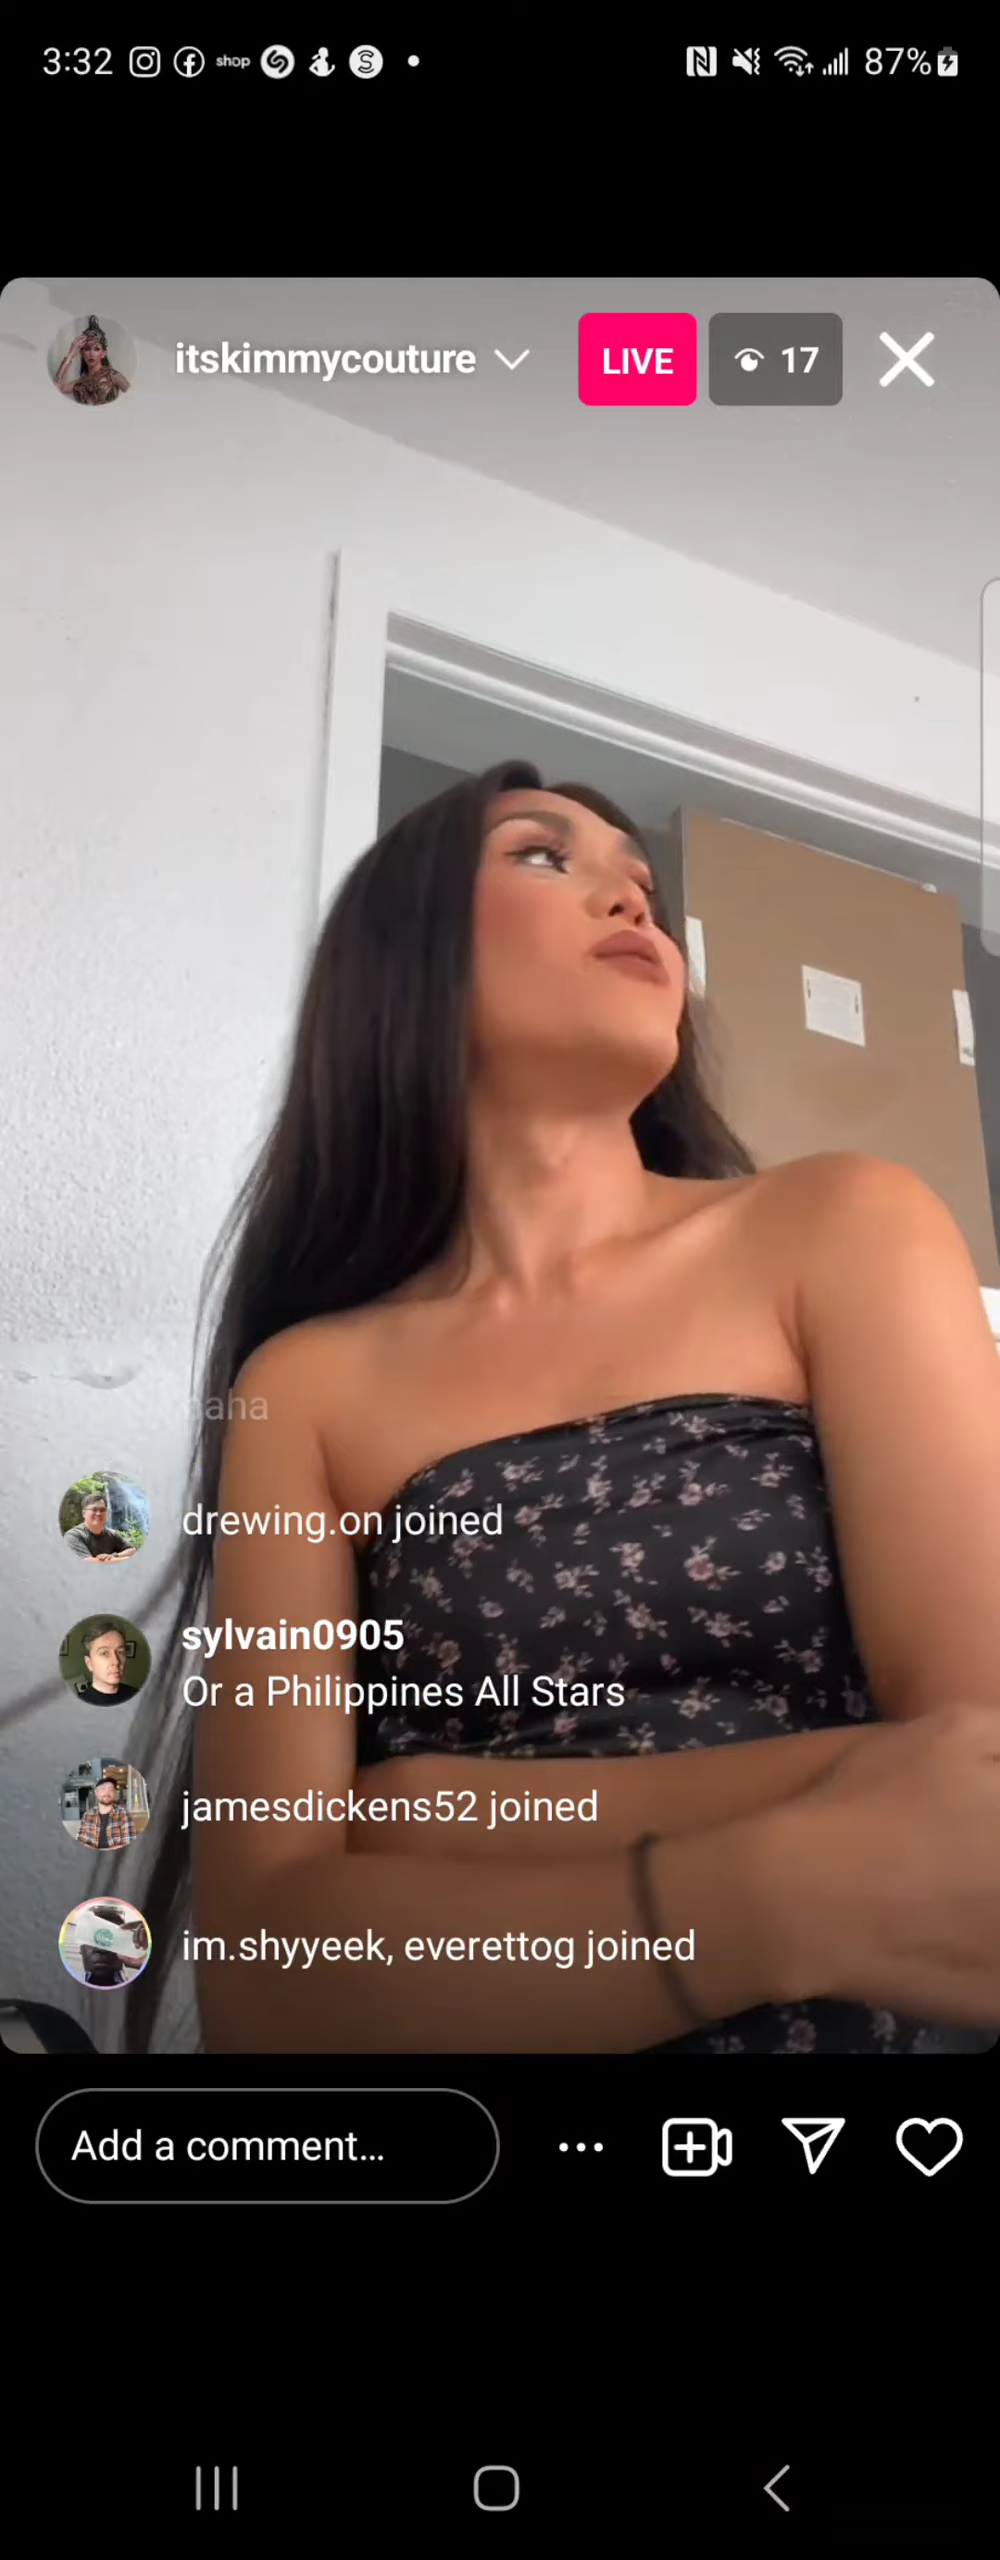 3:32 shop 87%
itskimmycouture LIVE 17
drewing.on joined
sylvain0905
Or a Philippines All Stars
jamesdickens52 joined
im.shyyeek, everettog joined
Add a comment...